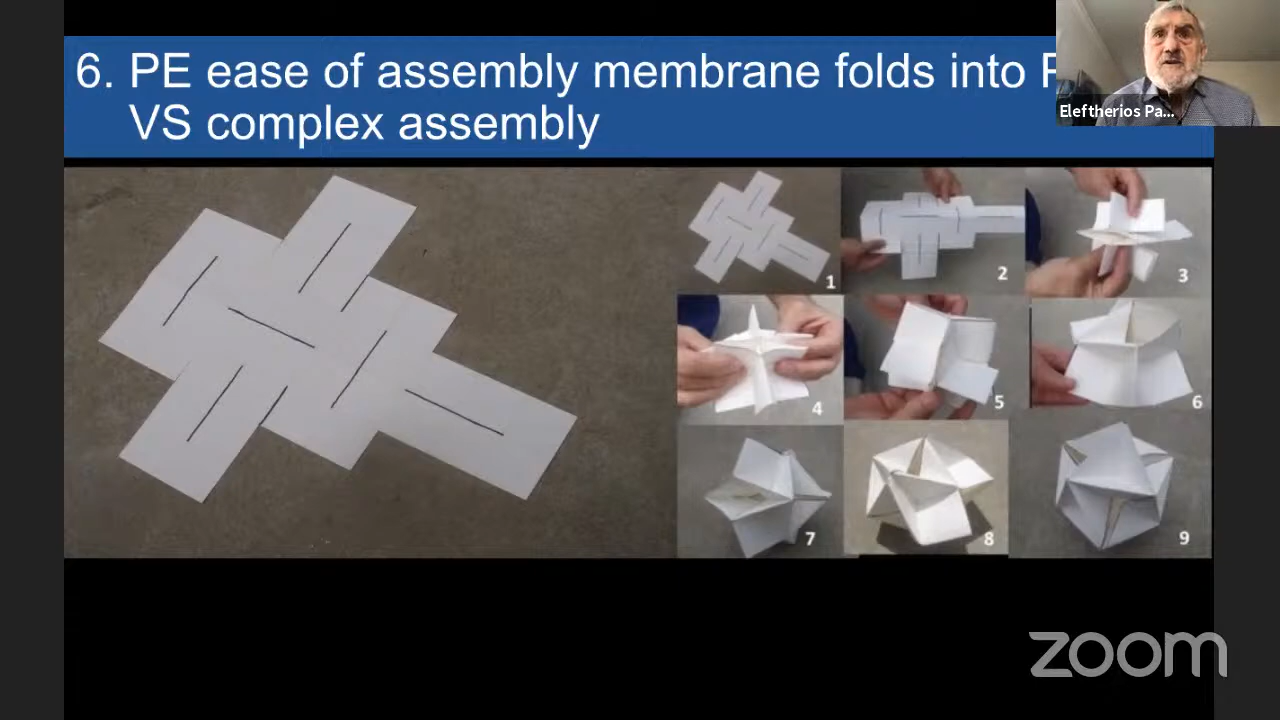 6. PE ease of assembly membrane folds into
VS complex assembly
Eleftherios Pa...
1
2
3
4
5
6
7
8
9
zoom